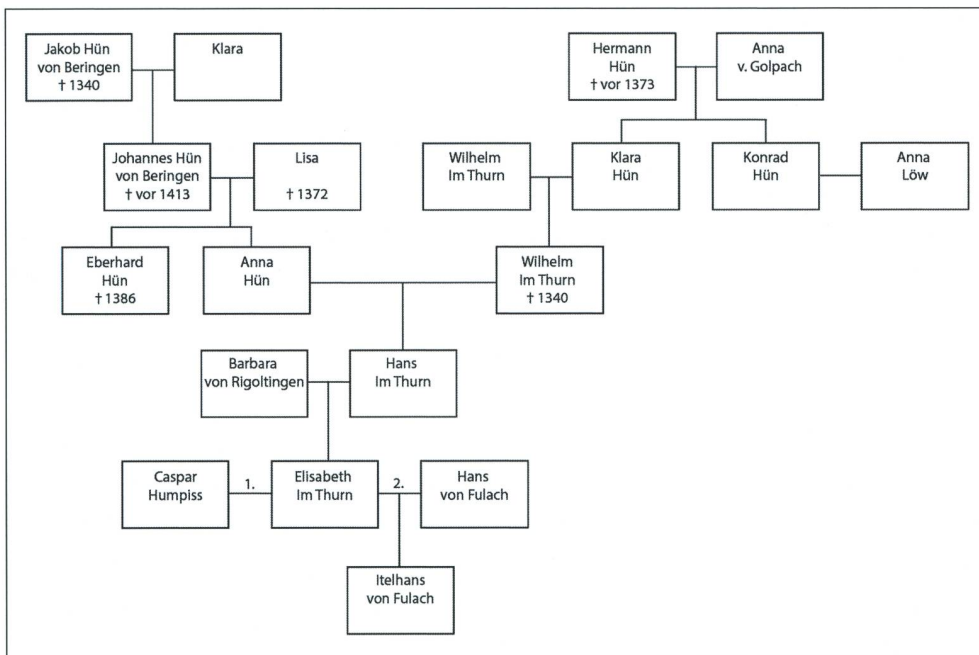 Jakob Hün
von Beringen
† 1340
Klara
Hermann
Hün
† vor 1373
Anna
v. Golpach
Johannes Hün
von Beringen
† vor 1413
Lisa
† 1372
Wilhelm
Im Thurn
Klara
Hün
Konrad
Hün
Anna
Löw
Eberhard
Hün
† 1386
Anna
Hün
Wilhelm
Im Thurn
† 1340
Barbara
von Rigoltingen
Hans
Im Thurn
Caspar
Humpiss
1.
Elisabeth
Im Thurn
2.
Hans
von Fulach
Itelhans
von Fulach